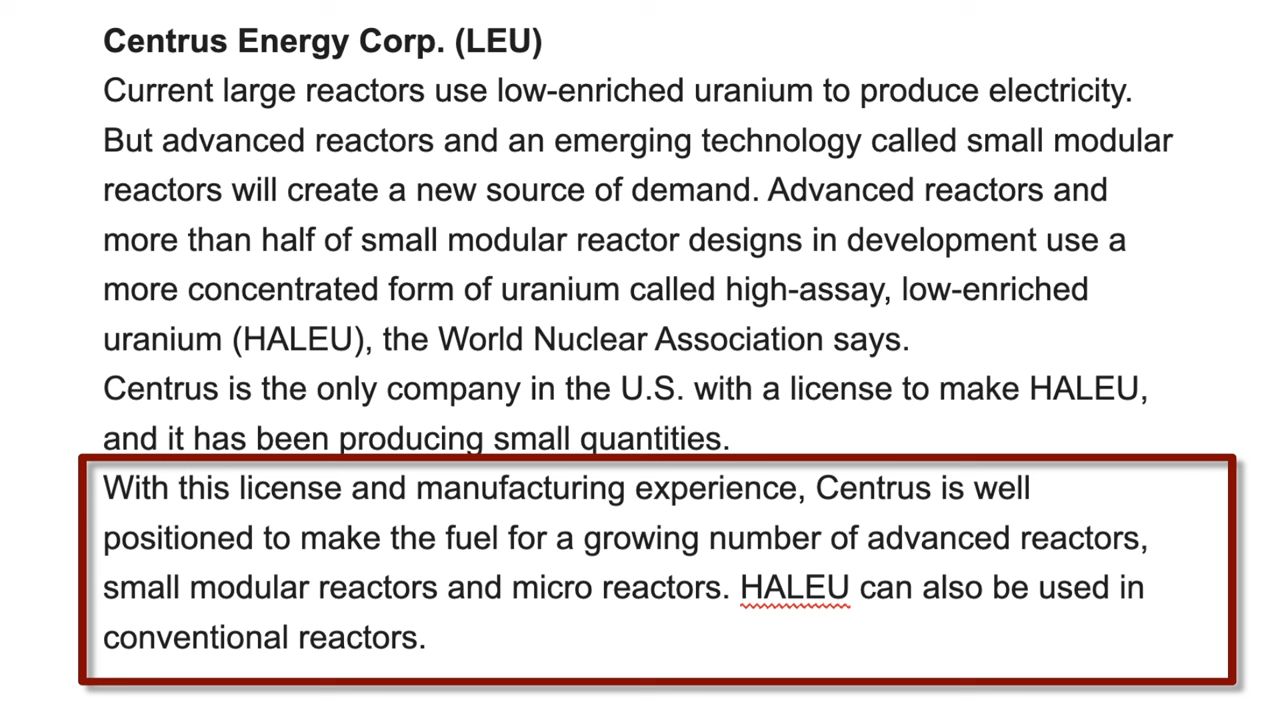 Centrus Energy Corp. (LEU)
Current large reactors use low-enriched uranium to produce electricity.
But advanced reactors and an emerging technology called small modular
reactors will create a new source of demand. Advanced reactors and
more than half of small modular reactor designs in development use a
more concentrated form of uranium called high-assay, low-enriched
uranium (HALEU), the World Nuclear Association says.
Centrus is the only company in the U.S. with a license to make HALEU,
and it has been producing small quantities.
With this license and manufacturing experience, Centrus is well
positioned to make the fuel for a growing number of advanced reactors,
small modular reactors and micro reactors. HALEU can also be used in
conventional reactors.